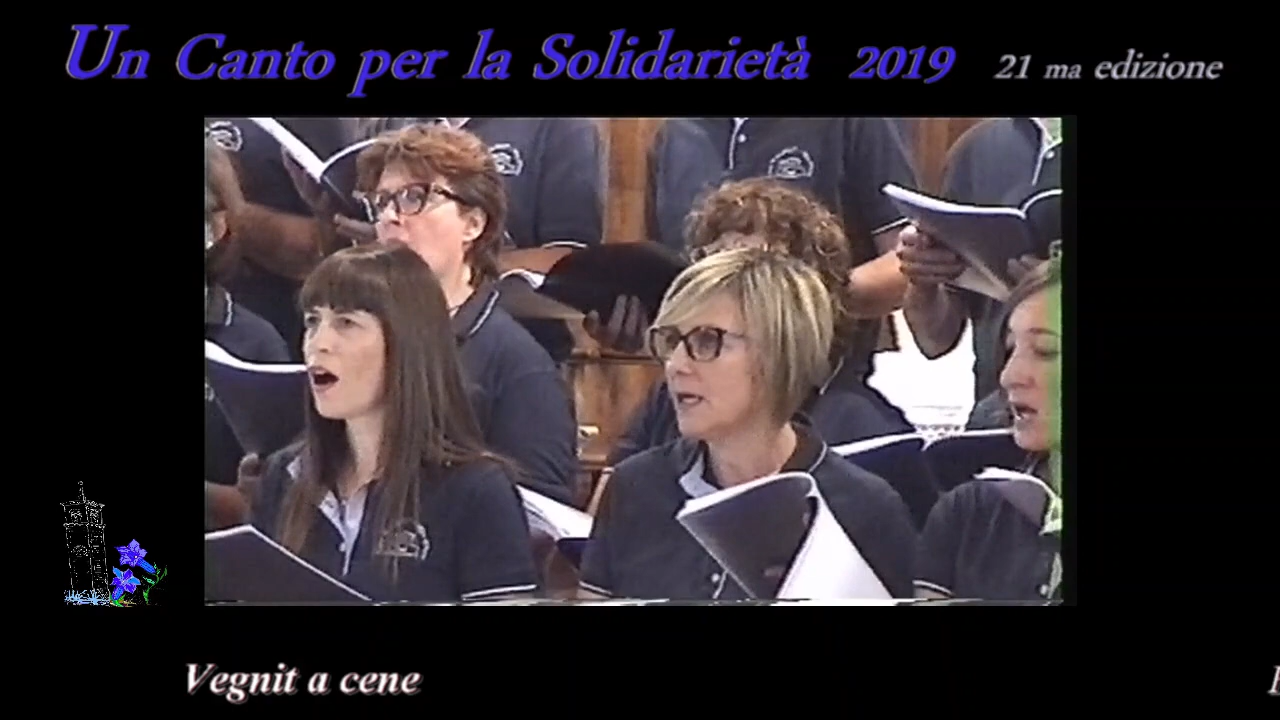 Un Canto per la Solidarietà 2019 21 ma edizione
Vegnit a cene